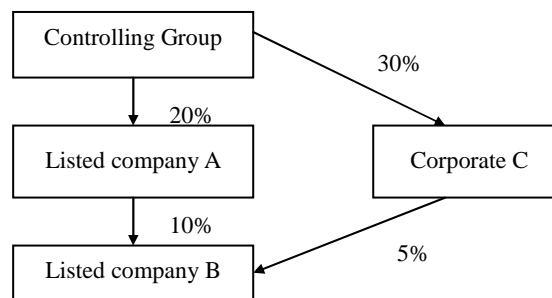 Controlling Group
30%
20%
Listed company A
Corporate C
10%
5%
Listed company B